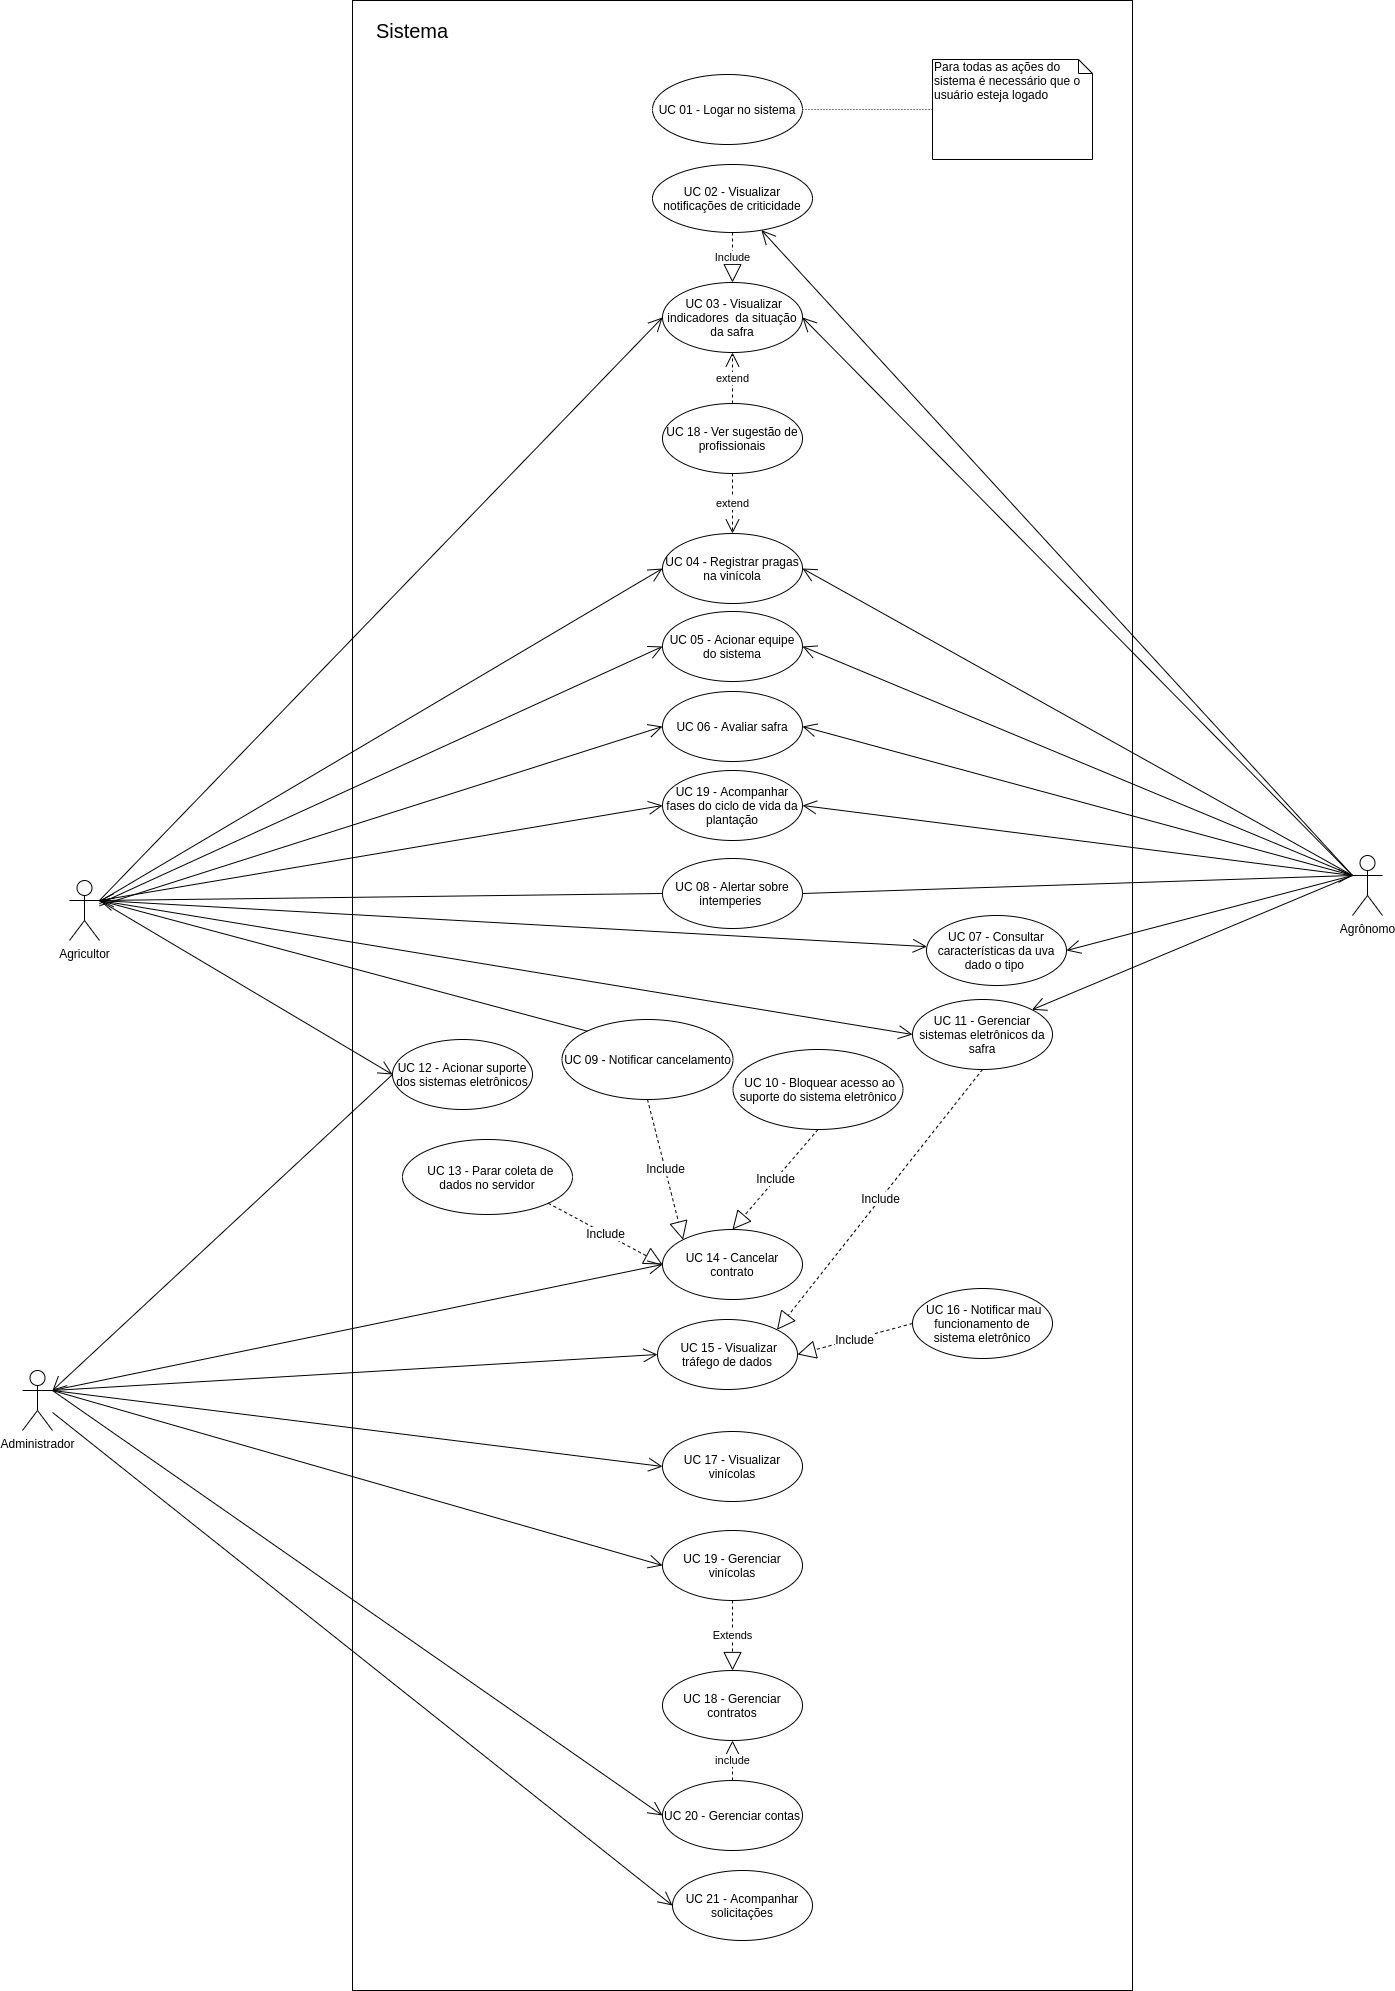 Sistema
Para todas as ações do
sistema é necessário que o
usuário esteja logado
UC 01 - Logar no sistema
UC 02 - Visualizar
notificações de criticidade
Include
UC 03 - Visualizar
indicadores  da situação
da safra
extend
UC 18 - Ver sugestão de
profissionais
extend
UC 04 - Registrar pragas
na vinícola
UC 05 - Acionar equipe
do sistema
UC 06 - Avaliar safra
UC 19 - Acompanhar
fases do ciclo de vida da
plantação
UC 08 - Alertar sobre
intemperies
Agricultor
Agrônomo
UC 07 - Consultar
características da uva
dado o tipo
UC 11 - Gerenciar
sistemas eletrônicos da
safra
UC 09 - Notificar cancelamento
UC 12 - Acionar suporte
dos sistemas eletrônicos
UC 10 - Bloquear acesso ao
suporte do sistema eletrônico
UC 13 - Parar coleta de
dados no servidor
Include
Include
Include
Include
UC 14 - Cancelar
contrato
UC 16 - Notificar mau
funcionamento de
sistema eletrônico
Include
UC 15 - Visualizar
tráfego de dados
Administrador
UC 17 - Visualizar
vinícolas
UC 19 - Gerenciar
vinícolas
Extends
UC 18 - Gerenciar
contratos
include
UC 20 - Gerenciar contas
UC 21 - Acompanhar
solicitações